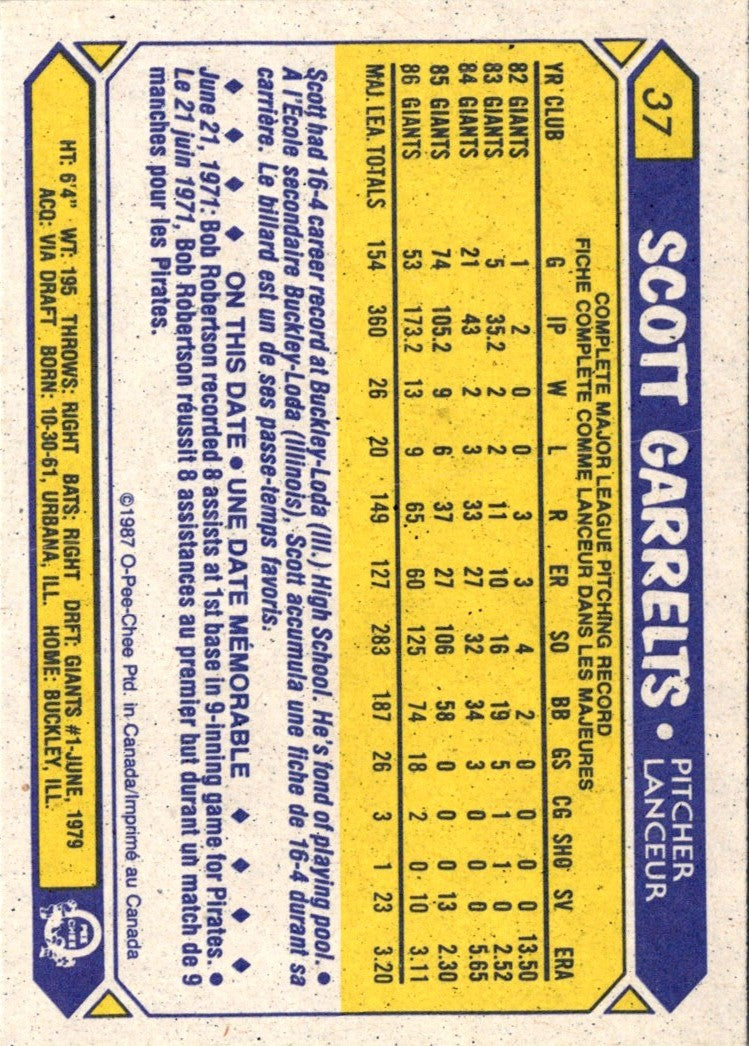 37
SCOTT GARRELTS • PITCHER
LANCEUR
COMPLETE MAJOR LEAGUE PITCHING RECORD
FICHE COMPLÈTE COMME LANCEUR DANS LES MAJEURES
YR CLUB G IP W L R ER SO BB GS CG SHO SV ERA
82 GIANTS 1 2 0 0 3 3 4 2 0 0 0 0 13.50
83 GIANTS 5 35.2 2 2 11 10 16 19 5 1 1 0 2.52
84 GIANTS 21 43 2 3 33 27 32 34 3 0 0 0 5.65
85 GIANTS 74 105.2 9 6 37 27 106 58 0 0 0 13 2.30
86 GIANTS 53 173.2 13 9 65 60 125 74 18 2 0 10 3.11
MAJ. LEA. TOTALS 154 360 26 20 149 127 283 187 26 3 1 23 3.20
Scott had 16-4 career record at Buckley-Loda (Ill.) High School. He's fond of playing pool. •
A l'École secondaire Buckley-Loda (Illinois), Scott accumula une fiche de 16-4 durant sa
carrière. Le billard est un de ses passe-temps favoris.
♦ ♦ ♦ ♦ ON THIS DATE • UNE DATE MÉMORABLE ♦ ♦ ♦ ♦
June 21, 1971: Bob Robertson recorded 8 assists at 1st base in 9-inning game for Pirates. •
Le 21 juin 1971, Bob Robertson réussit 8 assistances au premier but durant un match de 9
manches pour les Pirates.
©1987 O-Pee-Chee Ptd. in Canada/Imprimé au Canada
HT: 6'4" WT: 195 THROWS: RIGHT BATS: RIGHT DRFT: GIANTS #1-JUNE, 1979
ACQ: VIA DRAFT BORN: 10-30-61, URBANA, ILL. HOME: BUCKLEY, ILL.
O
PEE
CHEE